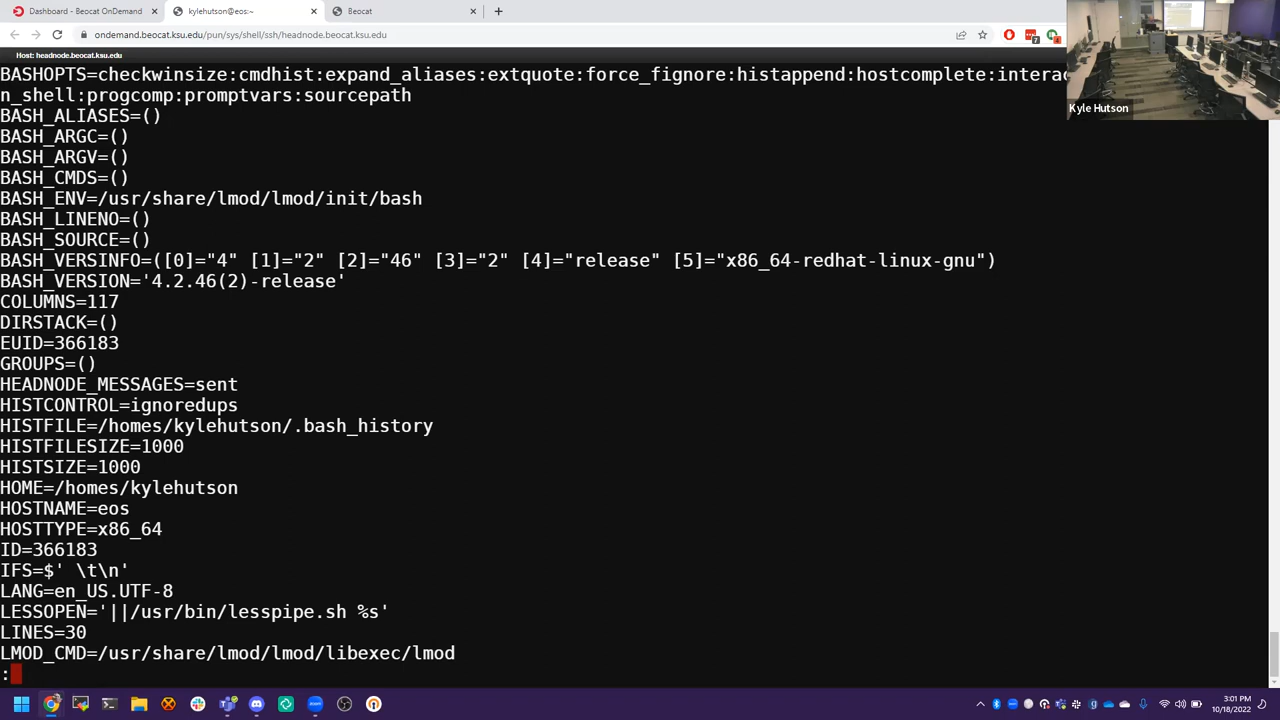 Dashboard - Beocat OnDemand
kylehutson@eos:~
Beocat
ondemand.beocat.ksu.edu/pun/sys/shell/ssh/headnode.beocat.ksu.edu
Host: headnode.beocat.ksu.edu
BASHOPTS=checkwinsize:cmdhist:expand_aliases:extquote:force_fignore:histappend:hostcomplete:interac
n_shell:progcomp:promptvars:sourcepath
Kyle Hutson
BASH_ALIASES=()
BASH_ARGC=()
BASH_ARGV=()
BASH_CMDS=()
BASH_ENV=/usr/share/lmod/lmod/init/bash
BASH_LINENO=()
BASH_SOURCE=()
BASH_VERSINFO=([0]="4" [1]="2" [2]="46" [3]="2" [4]="release" [5]="x86_64-redhat-linux-gnu")
BASH_VERSION='4.2.46(2)-release'
COLUMNS=117
DIRSTACK=()
EUID=366183
GROUPS=()
HEADNODE_MESSAGES=sent
HISTCONTROL=ignoredups
HISTFILE=/homes/kylehutson/.bash_history
HISTFILESIZE=1000
HISTSIZE=1000
HOME=/homes/kylehutson
HOSTNAME=eos
HOSTTYPE=x86_64
ID=366183
IFS=$' \t\n'
LANG=en_US.UTF-8
LESSOPEN='||/usr/bin/lesspipe.sh %s'
LINES=30
LMOD_CMD=/usr/share/lmod/lmod/libexec/lmod
:
3:01 PM
10/18/2022